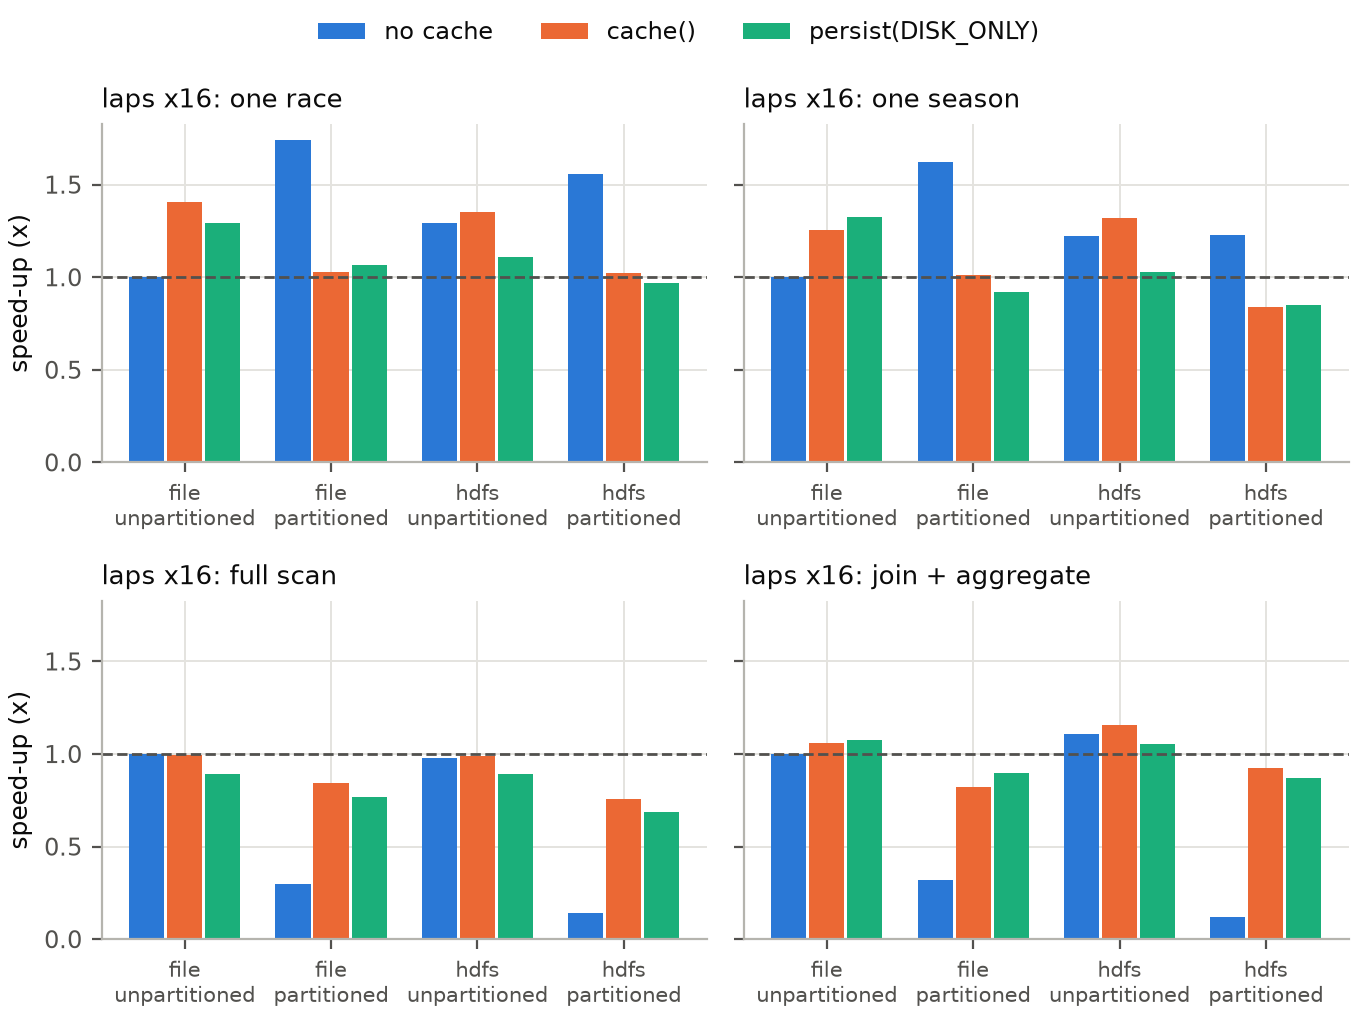 no cache cache() persist(DISK_ONLY)
laps x16: one race
speed-up (x)
1.5
1.0
0.5
0.0
file unpartitioned
file partitioned
hdfs unpartitioned
hdfs partitioned
laps x16: one season
file unpartitioned
file partitioned
hdfs unpartitioned
hdfs partitioned
laps x16: full scan
speed-up (x)
1.5
1.0
0.5
0.0
file unpartitioned
file partitioned
hdfs unpartitioned
hdfs partitioned
laps x16: join + aggregate
file unpartitioned
file partitioned
hdfs unpartitioned
hdfs partitioned